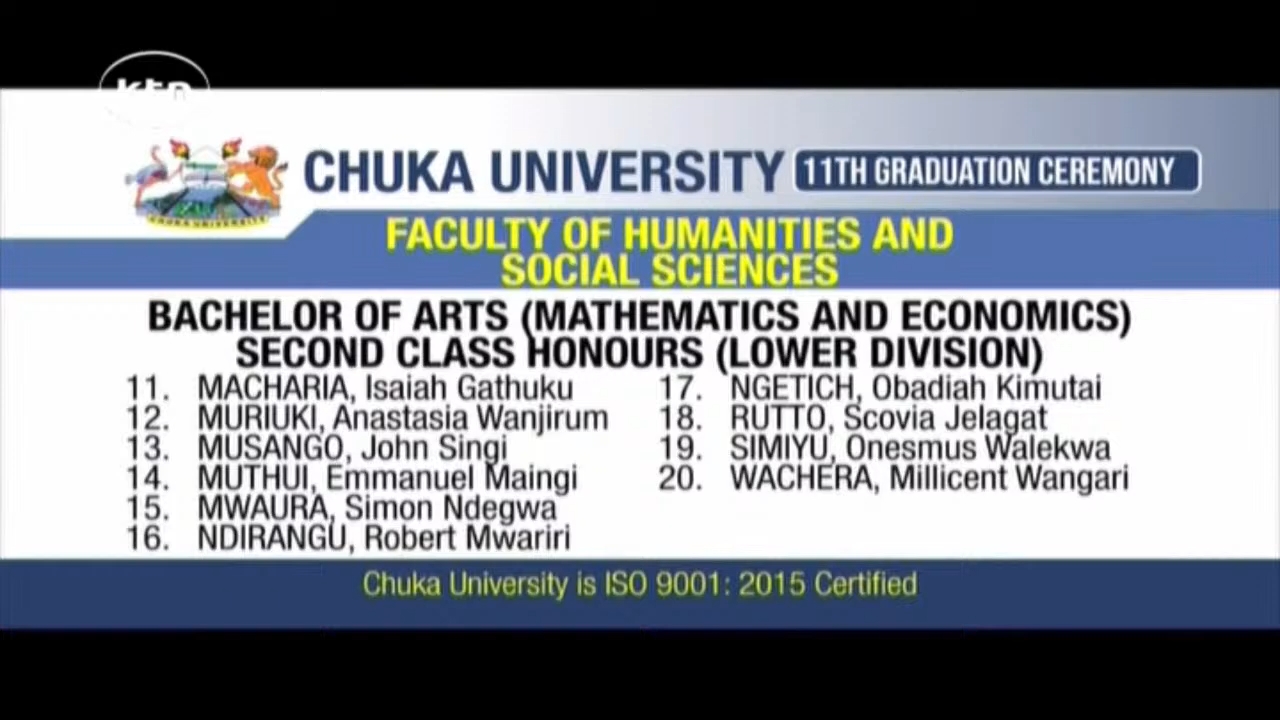 ktn
CHUKA UNIVERSITY
11TH GRADUATION CEREMONY
CHUKA UNIVERSITY
FACULTY OF HUMANITIES AND
SOCIAL SCIENCES
BACHELOR OF ARTS (MATHEMATICS AND ECONOMICS)
SECOND CLASS HONOURS (LOWER DIVISION)
11. MACHARIA, Isaiah Gathuku
12. MURIUKI, Anastasia Wanjirum
13. MUSANGO, John Singi
14. MUTHUI, Emmanuel Maingi
15. MWAURA, Simon Ndegwa
16. NDIRANGU, Robert Mwariri
17. NGETICH, Obadiah Kimutai
18. RUTTO, Scovia Jelagat
19. SIMIYU, Onesmus Walekwa
20. WACHERA, Millicent Wangari
Chuka University is ISO 9001: 2015 Certified